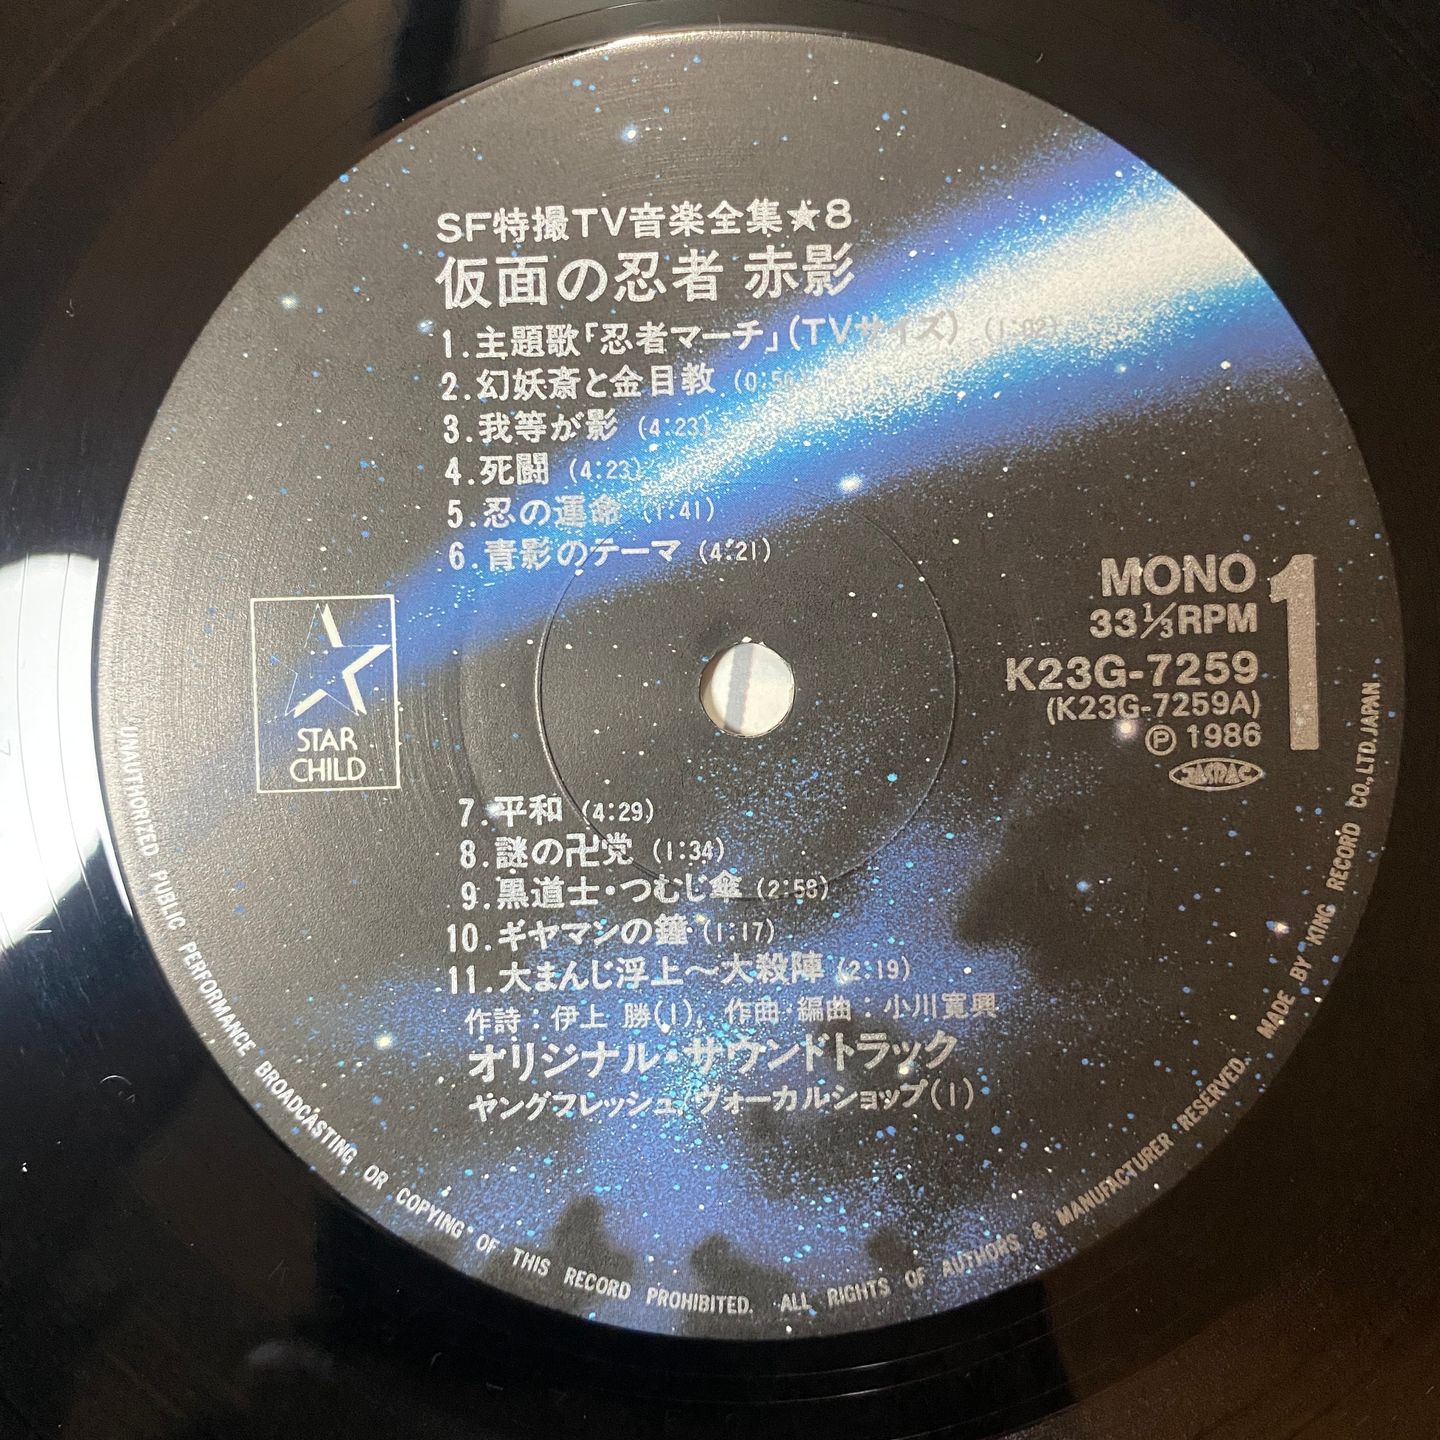 SF特撮TV音楽全集★8
仮面の忍者 赤影
1.主題歌「忍者マーチ」(TVサイズ) (1:02)
2.幻妖斎と金目教
3.我等が影 (4:23)
4.死闘 (4:23)
5.忍の運命 (1:41)
6.青影のテーマ (4:21)
MONO
33⅓RPM
K23G-7259
(K23G-7259A)
Ⓟ 1986
JASRAC
1
STAR
CHILD
7.平和 (4:29)
8.謎の卍党 (1:34)
9.黒道士・つむじ傘 (2:58)
10.ギヤマンの鐘 (1:17)
11.大まんじ浮上〜大殺陣 (2:19)
作詩:伊上 勝(1), 作曲・編曲:小川寛興
オリジナル・サウンドトラック
ヤングフレッシュ/ヴォーカルショップ(1)
UNAUTHORIZED PUBLIC PERFORMANCE BROADCASTING OR COPYING OF THIS RECORD PROHIBITED. ALL RIGHTS OF AUTHORS & MANUFACTURER RESERVED. MADE BY KING RECORD CO.,LTD.JAPAN